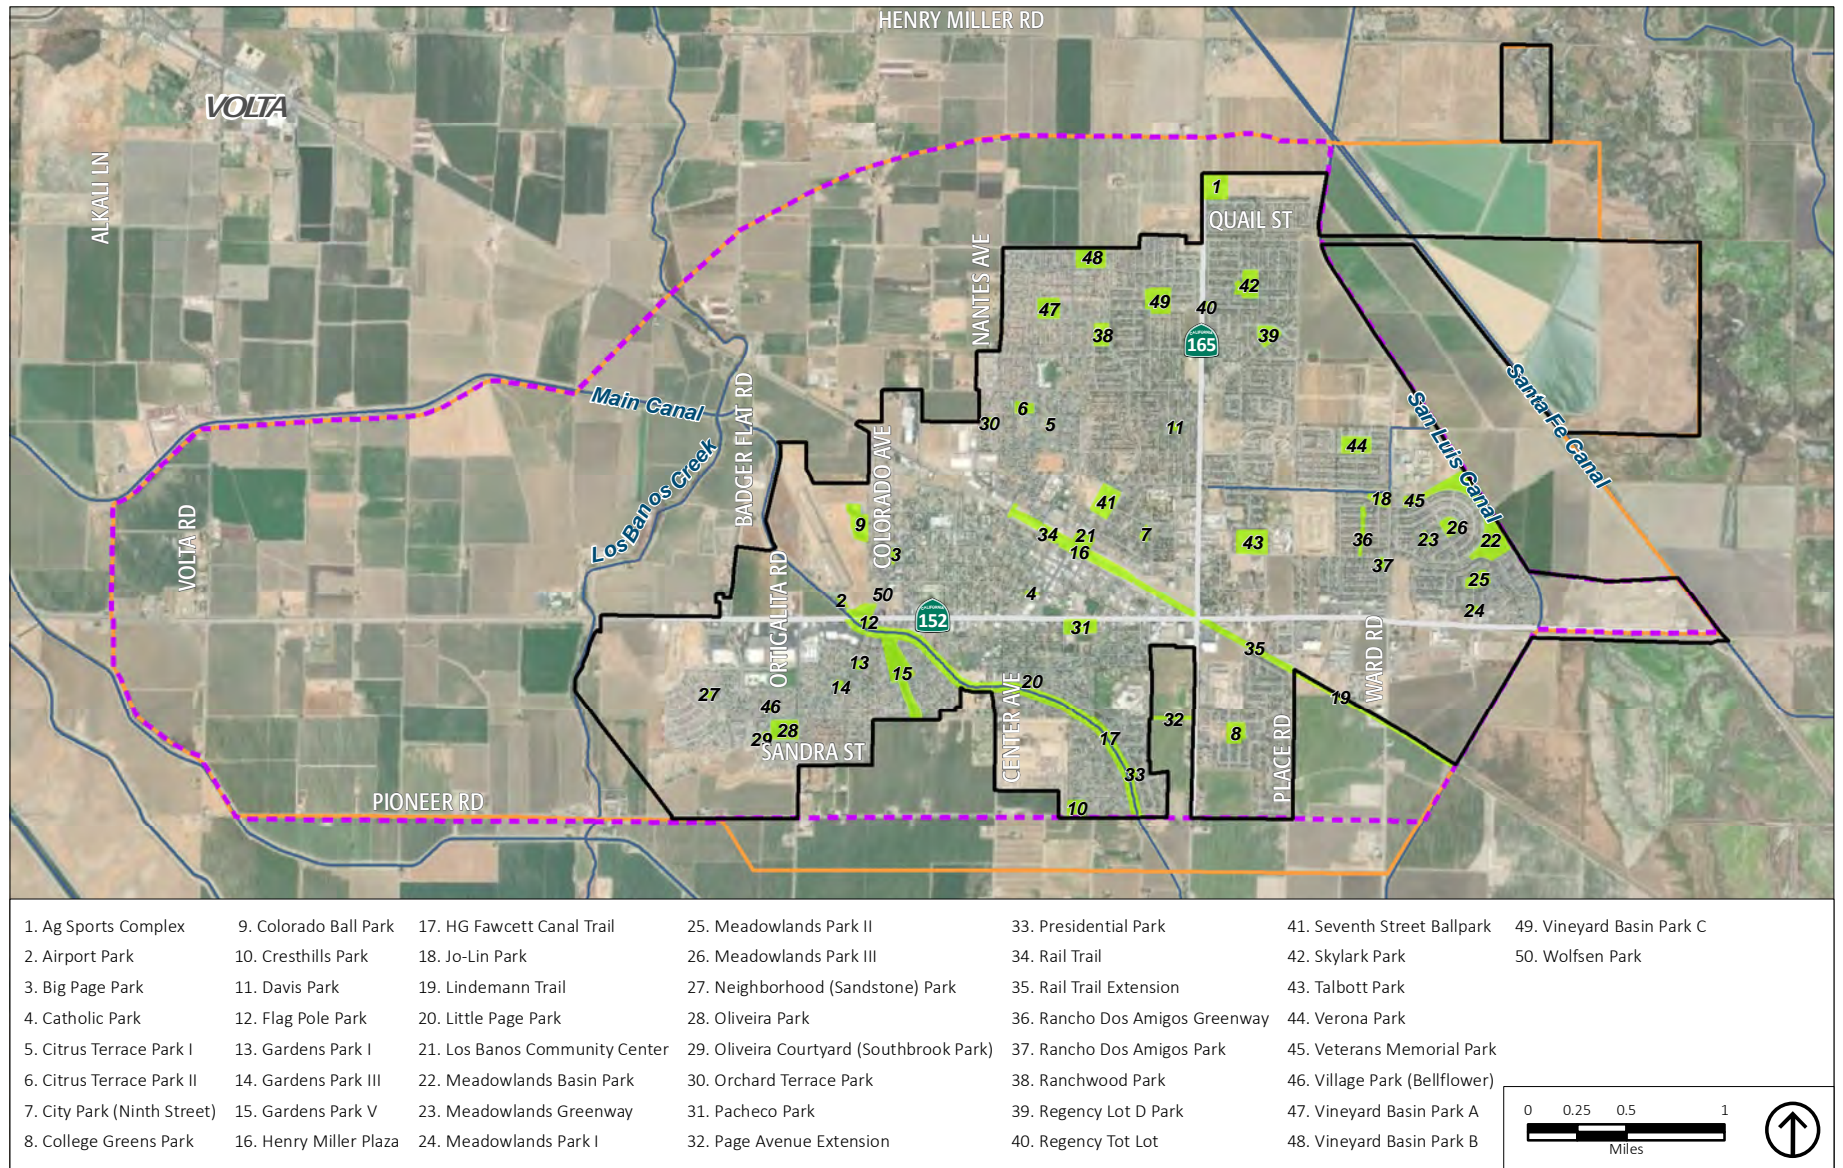 HENRY MILLER RD
VOLTA
ALKALI LN
1
QUAIL ST
NANTES AVE
48
42
47
49
40
38
CALIFORNIA
165
39
Main Canal
BADGER FLAT RD
Santa Fe Canal
San Luis Canal
6
30
5
11
COLORADO AVE
44
Los Banos Creek
41
18
45
VOLTA RD
9
34
21
7
43
36
23
26
22
16
3
37
ORTIGALITA RD
25
2
50
4
24
12
CALIFORNIA
152
31
WARD RD
35
13
15
14
20
27
19
46
CENTER AVE
32
28
29
17
8
PLACE RD
SANDRA ST
33
PIONEER RD
10
1. Ag Sports Complex
2. Airport Park
3. Big Page Park
4. Catholic Park
5. Citrus Terrace Park I
6. Citrus Terrace Park II
7. City Park (Ninth Street)
8. College Greens Park
9. Colorado Ball Park
10. Cresthills Park
11. Davis Park
12. Flag Pole Park
13. Gardens Park I
14. Gardens Park III
15. Gardens Park V
16. Henry Miller Plaza
17. HG Fawcett Canal Trail
18. Jo-Lin Park
19. Lindemann Trail
20. Little Page Park
21. Los Banos Community Center
22. Meadowlands Basin Park
23. Meadowlands Greenway
24. Meadowlands Park I
25. Meadowlands Park II
26. Meadowlands Park III
27. Neighborhood (Sandstone) Park
28. Oliveira Park
29. Oliveira Courtyard (Southbrook Park)
30. Orchard Terrace Park
31. Pacheco Park
32. Page Avenue Extension
33. Presidential Park
34. Rail Trail
35. Rail Trail Extension
36. Rancho Dos Amigos Greenway
37. Rancho Dos Amigos Park
38. Ranchwood Park
39. Regency Lot D Park
40. Regency Tot Lot
41. Seventh Street Ballpark
42. Skylark Park
43. Talbott Park
44. Verona Park
45. Veterans Memorial Park
46. Village Park (Bellflower)
47. Vineyard Basin Park A
48. Vineyard Basin Park B
49. Vineyard Basin Park C
50. Wolfsen Park
0 0.25 0.5 1
Miles